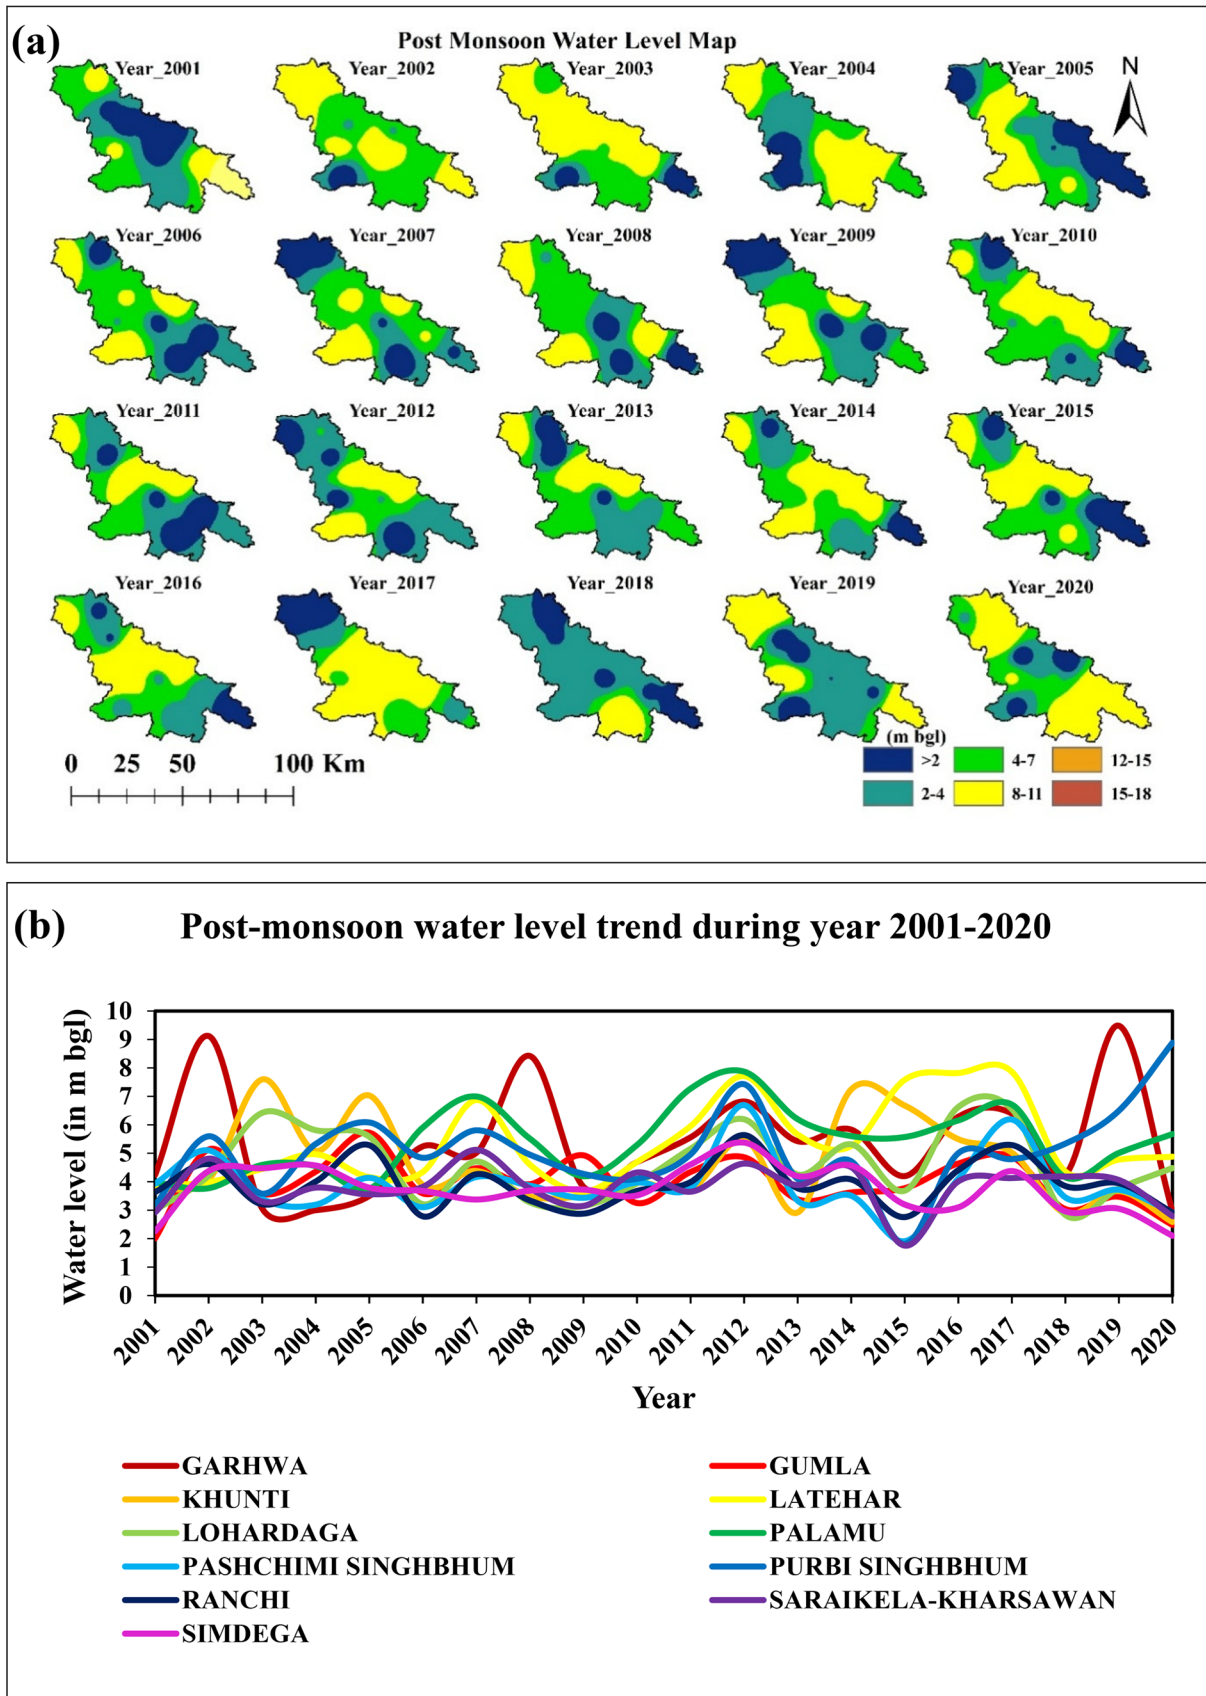 (a)
Post Monsoon Water Level Map
Year_2001 Year_2002 Year_2003 Year_2004 Year_2005
N
Year_2006 Year_2007 Year_2008 Year_2009 Year_2010
Year_2011 Year_2012 Year_2013 Year_2014 Year_2015
Year_2016 Year_2017 Year_2018 Year_2019 Year_2020
0 25 50 100 Km
(m bgl)
>2 4-7 12-15
2-4 8-11 15-18
(b)
Post-monsoon water level trend during year 2001-2020
Water level (in m bgl)
10
9
8
7
6
5
4
3
2
1
0
2001 2002 2003 2004 2005 2006 2007 2008 2009 2010 2011 2012 2013 2014 2015 2016 2017 2018 2019 2020
Year
GARHWA GUMLA
KHUNTI LATEHAR
LOHARDAGA PALAMU
PASHCHIMI SINGHBHUM PURBI SINGHBHUM
RANCHI SARAIKELA-KHARSAWAN
SIMDEGA